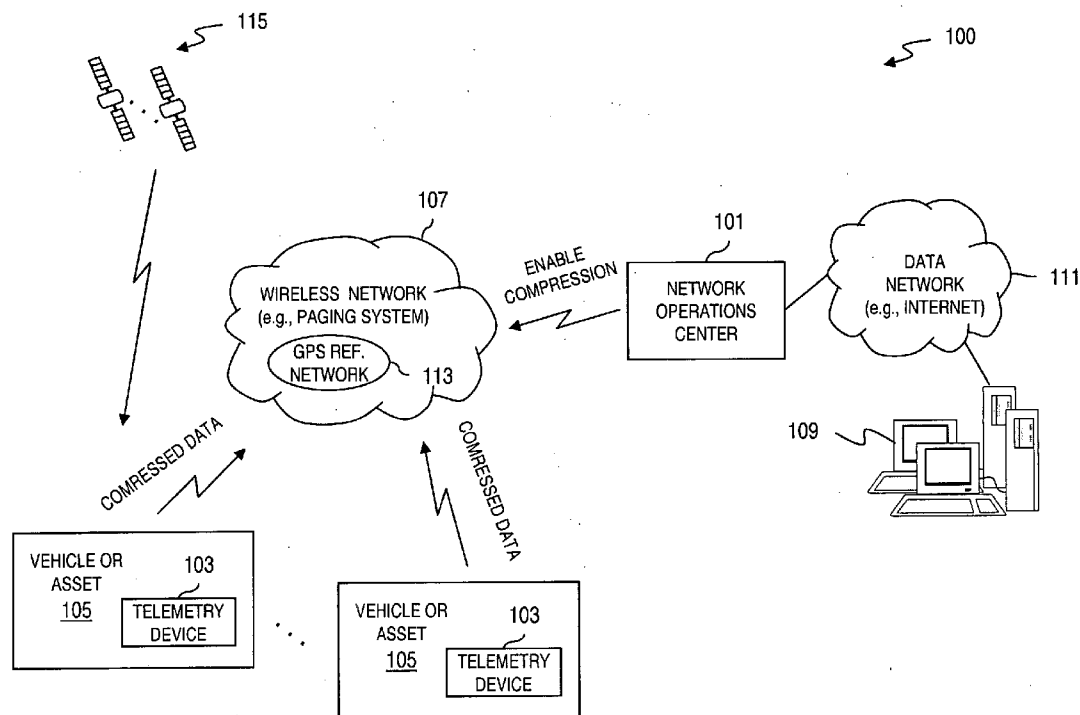 115
100
107
WIRELESS NETWORK
(e.g., PAGING SYSTEM)
GPS REF.
NETWORK
113
ENABLE
COMPRESSION
101
NETWORK
OPERATIONS
CENTER
DATA
NETWORK
(e.g., INTERNET)
111
109
COMRESSED DATA
COMRESSED DATA
VEHICLE OR
ASSET
105
103
TELEMETRY
DEVICE
VEHICLE OR
ASSET
105
103
TELEMETRY
DEVICE